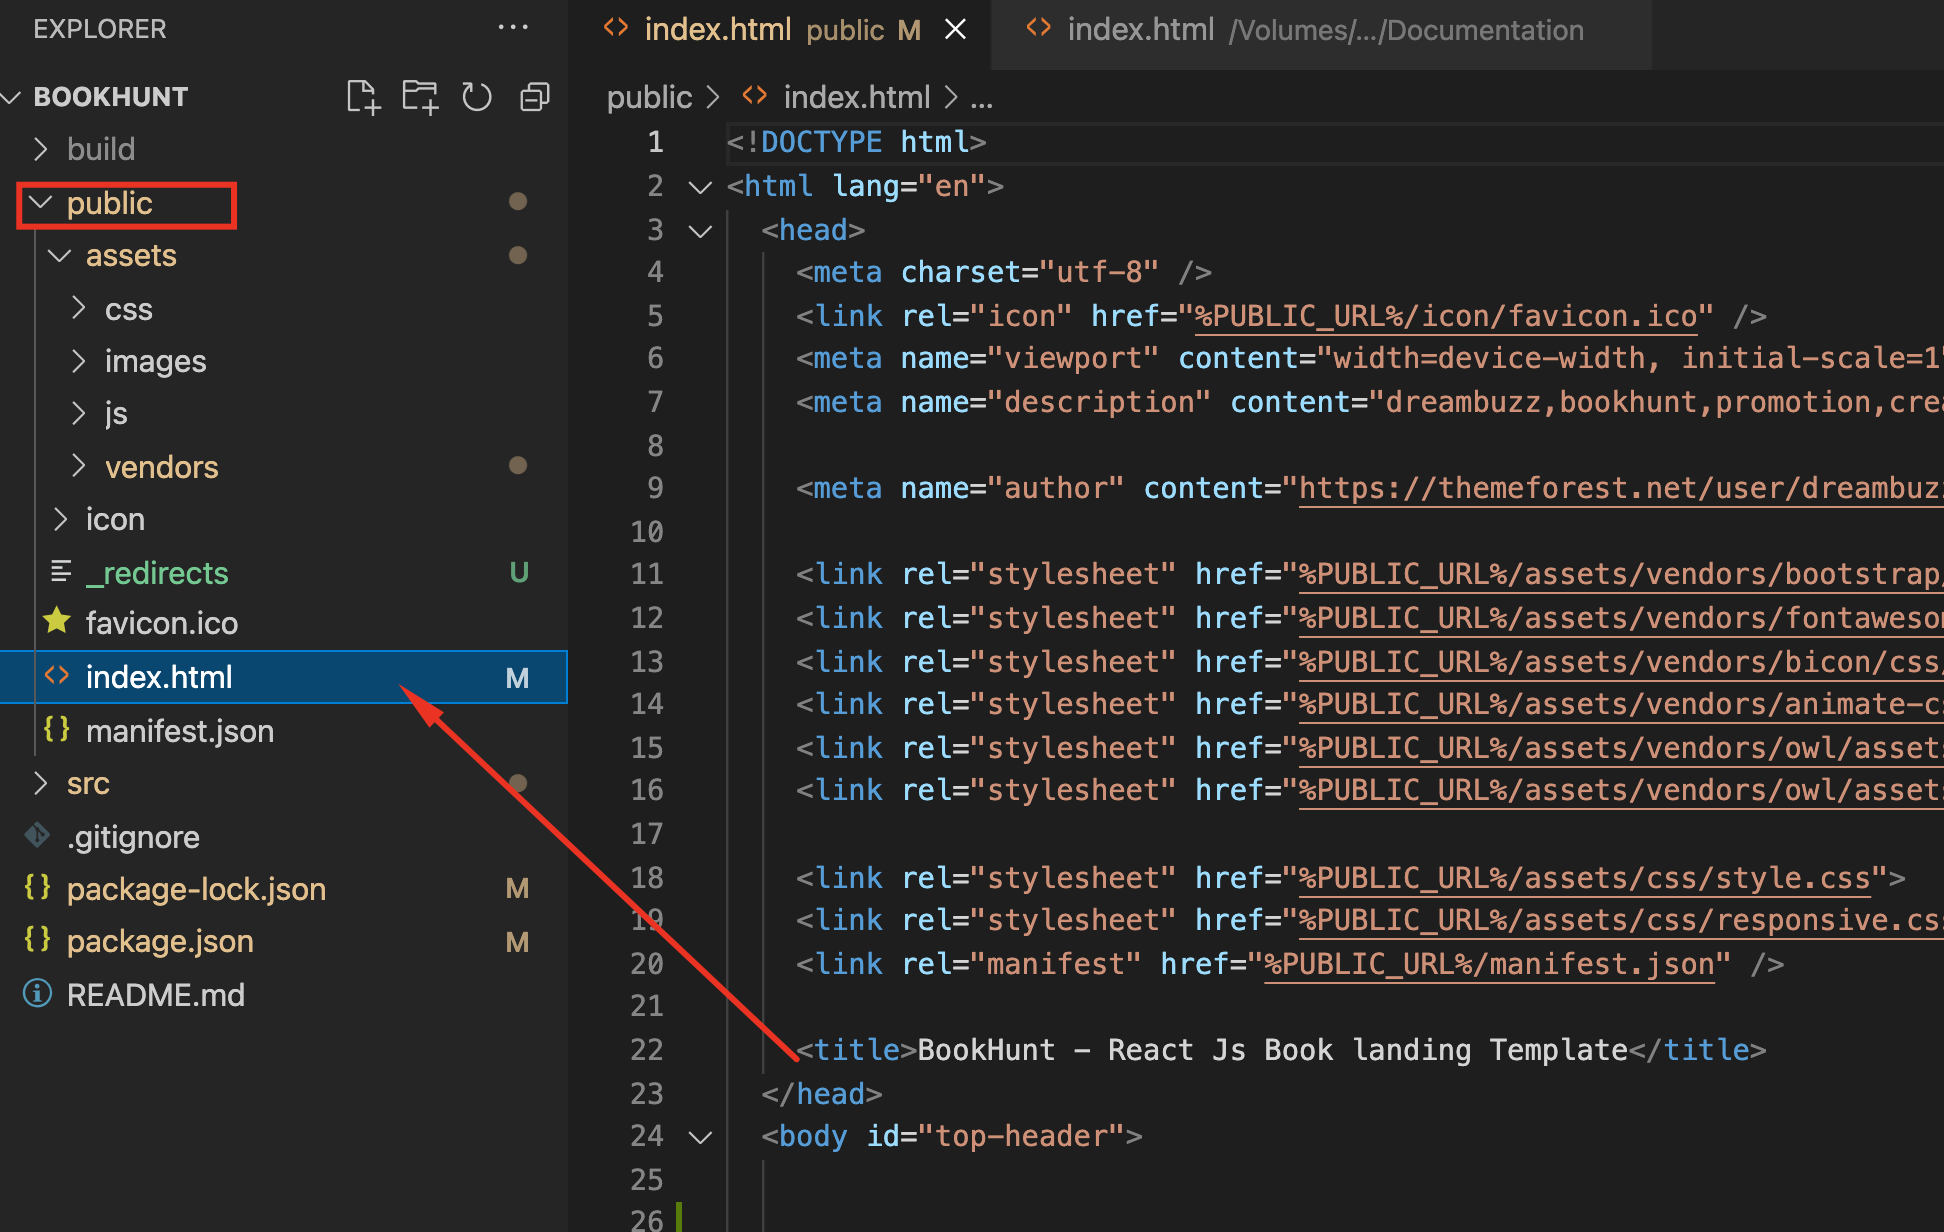 EXPLORER
BOOKHUNT
build
public
assets
css
images
js
vendors
icon
_redirects U
favicon.ico
index.html M
manifest.json
src
.gitignore
package-lock.json M
package.json M
README.md
index.html public M
index.html /Volumes/.../Documentation
public > index.html > ...
1 <!DOCTYPE html>
2 <html lang="en">
3 <head>
4 <meta charset="utf-8" />
5 <link rel="icon" href="%PUBLIC_URL%/icon/favicon.ico" />
6 <meta name="viewport" content="width=device-width, initial-scale=1"
7 <meta name="description" content="dreambuzz,bookhunt,promotion,crea
8
9 <meta name="author" content="https://themeforest.net/user/dreambuzz
10
11 <link rel="stylesheet" href="%PUBLIC_URL%/assets/vendors/bootstrap/
12 <link rel="stylesheet" href="%PUBLIC_URL%/assets/vendors/fontawesom
13 <link rel="stylesheet" href="%PUBLIC_URL%/assets/vendors/bicon/css/
14 <link rel="stylesheet" href="%PUBLIC_URL%/assets/vendors/animate-cs
15 <link rel="stylesheet" href="%PUBLIC_URL%/assets/vendors/owl/assets
16 <link rel="stylesheet" href="%PUBLIC_URL%/assets/vendors/owl/assets
17
18 <link rel="stylesheet" href="%PUBLIC_URL%/assets/css/style.css">
19 <link rel="stylesheet" href="%PUBLIC_URL%/assets/css/responsive.css
20 <link rel="manifest" href="%PUBLIC_URL%/manifest.json" />
21
22 <title>BookHunt - React Js Book landing Template</title>
23 </head>
24 <body id="top-header">
25
26